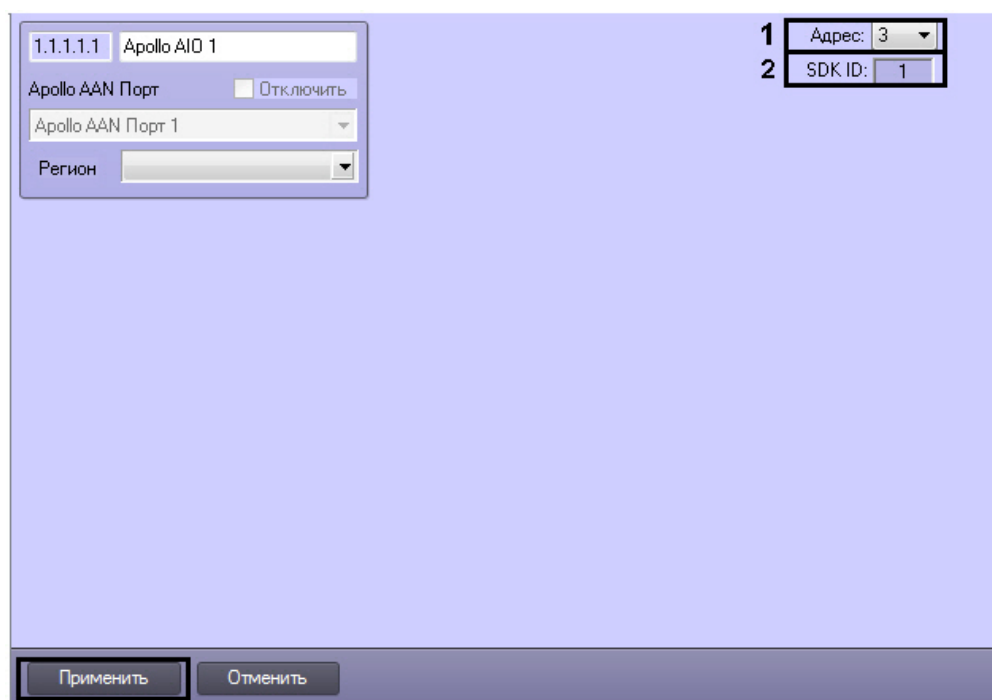 1.1.1.1.1 Apollo AIO 1
Apollo AAN Порт Отключить
Apollo AAN Порт 1
Регион
1 Адрес: 3
2 SDK ID: 1
Применить Отменить